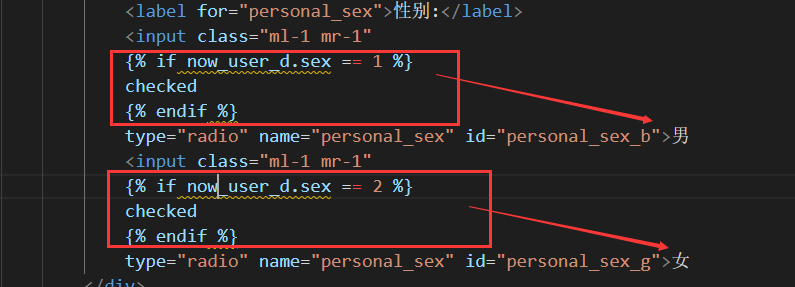 <label for="personal_sex">性别:</label>
<input class="ml-1 mr-1"
{% if now_user_d.sex == 1 %}
checked
{% endif %}
type="radio" name="personal_sex" id="personal_sex_b">男
<input class="ml-1 mr-1"
{% if now_user_d.sex == 2 %}
checked
{% endif %}
type="radio" name="personal_sex" id="personal_sex_g">女
</div>